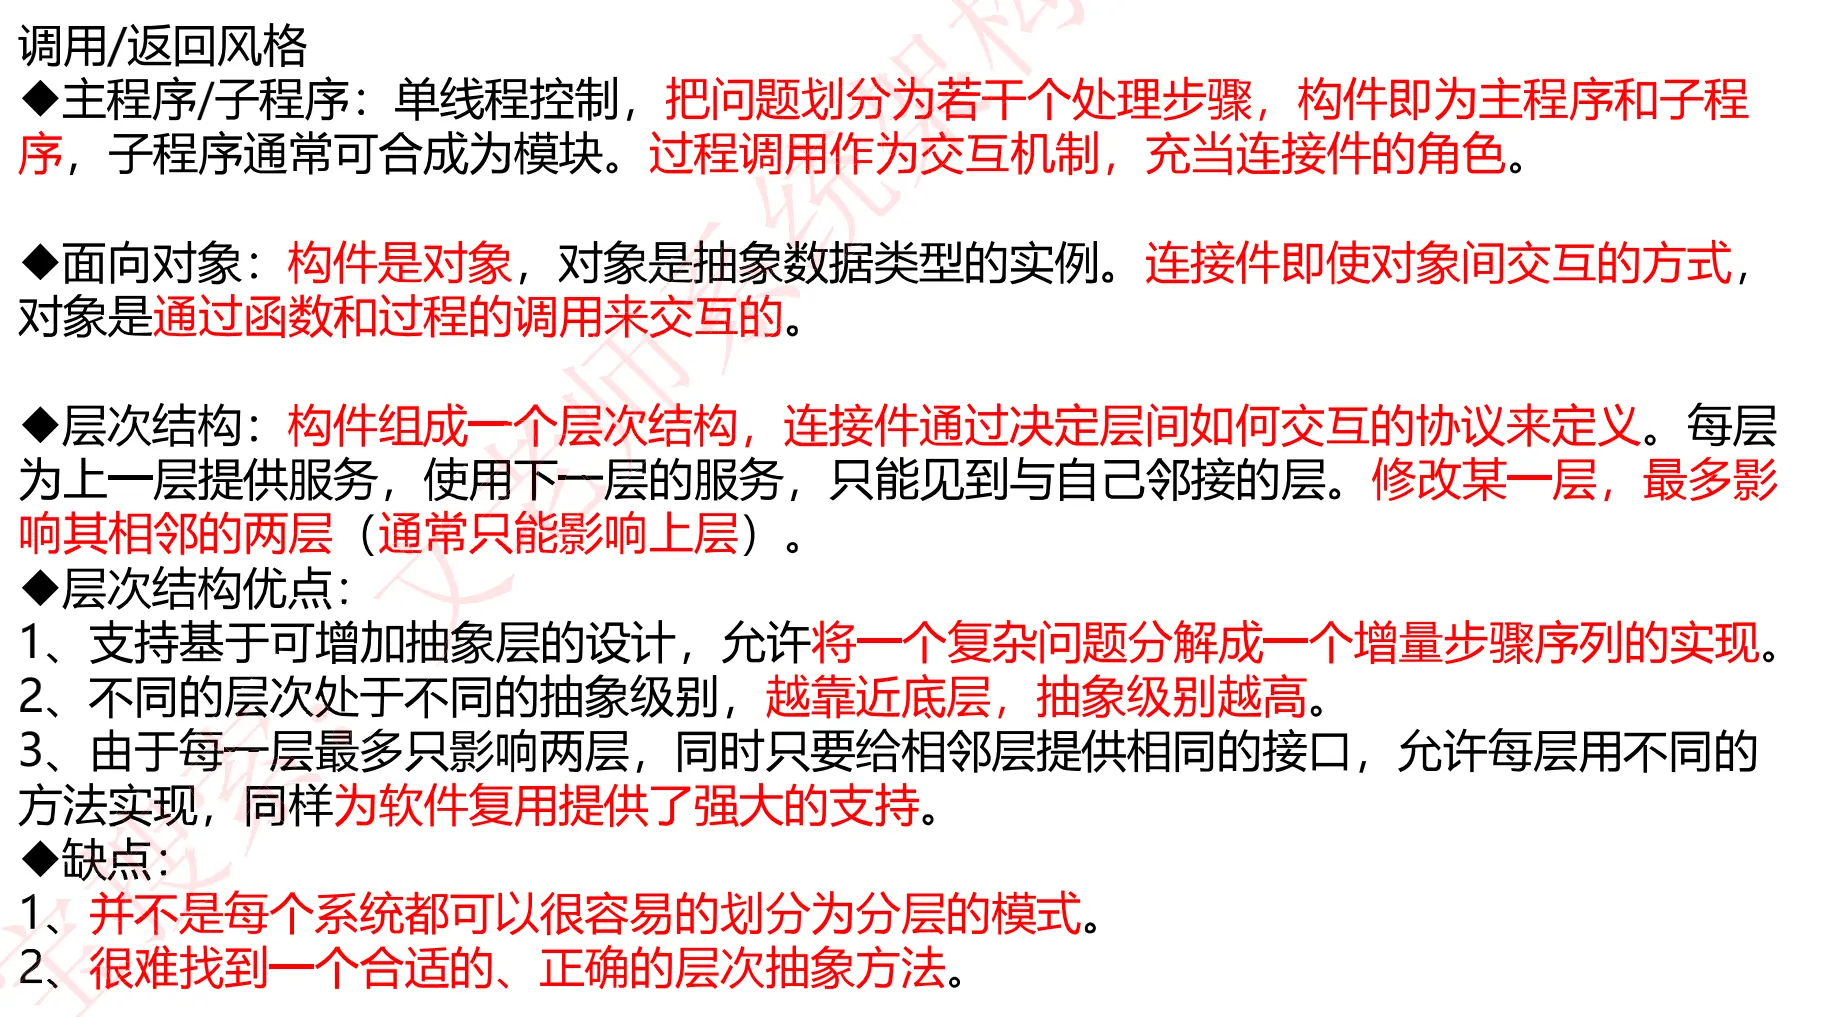 调用/返回风格
◆主程序/子程序：单线程控制，把问题划分为若干个处理步骤，构件即为主程序和子程
序，子程序通常可合成为模块。过程调用作为交互机制，充当连接件的角色。
◆面向对象：构件是对象，对象是抽象数据类型的实例。连接件即使对象间交互的方式，
对象是通过函数和过程的调用来交互的。
◆层次结构：构件组成一个层次结构，连接件通过决定层间如何交互的协议来定义。每层
为上一层提供服务，使用下一层的服务，只能见到与自己邻接的层。修改某一层，最多影
响其相邻的两层（通常只能影响上层）。
◆层次结构优点：
1、支持基于可增加抽象层的设计，允许将一个复杂问题分解成一个增量步骤序列的实现。
2、不同的层次处于不同的抽象级别，越靠近底层，抽象级别越高。
3、由于每一层最多只影响两层，同时只要给相邻层提供相同的接口，允许每层用不同的
方法实现，同样为软件复用提供了强大的支持。
◆缺点：
1、并不是每个系统都可以很容易的划分为分层的模式。
2、很难找到一个合适的、正确的层次抽象方法。
宝搜索：文老师系统架构